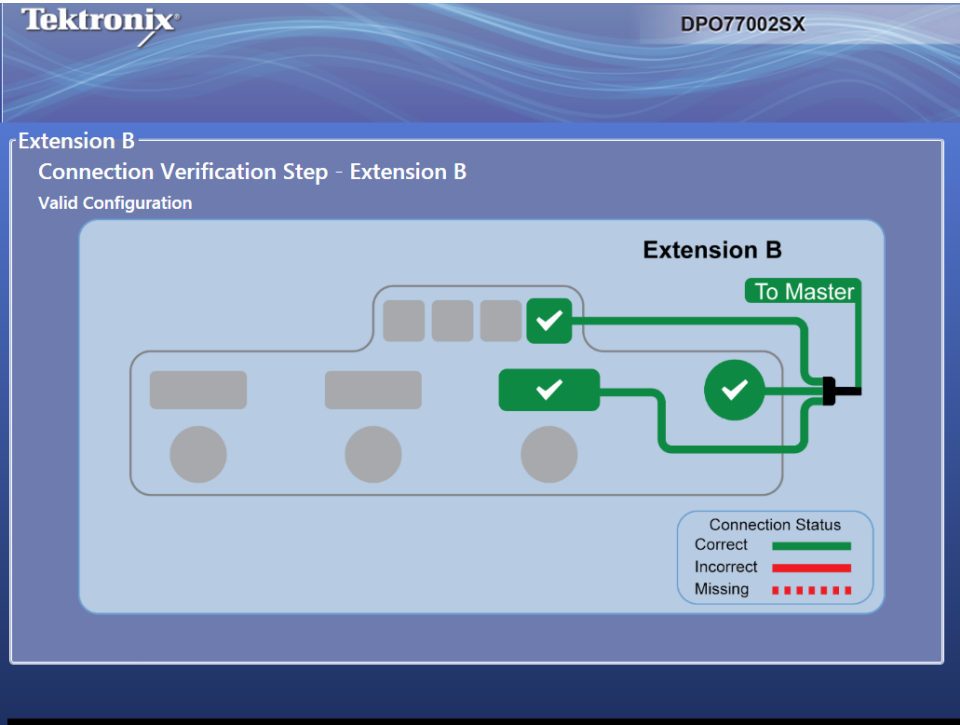 Tektronix
DPO77002SX
Extension B
Connection Verification Step - Extension B
Valid Configuration
Extension B
To Master
Connection Status
Correct
Incorrect
Missing